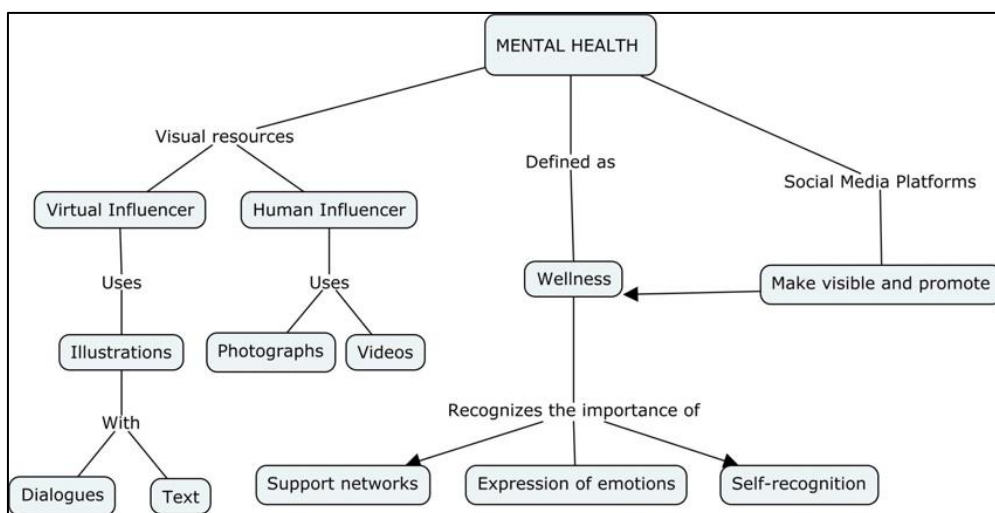 MENTAL HEALTH
Visual resources
Defined as
Social Media Platforms
Virtual Influencer
Human Influencer
Uses
Uses
Wellness
Make visible and promote
Illustrations
Photographs
Videos
With
Recognizes the importance of
Dialogues
Text
Support networks
Expression of emotions
Self-recognition